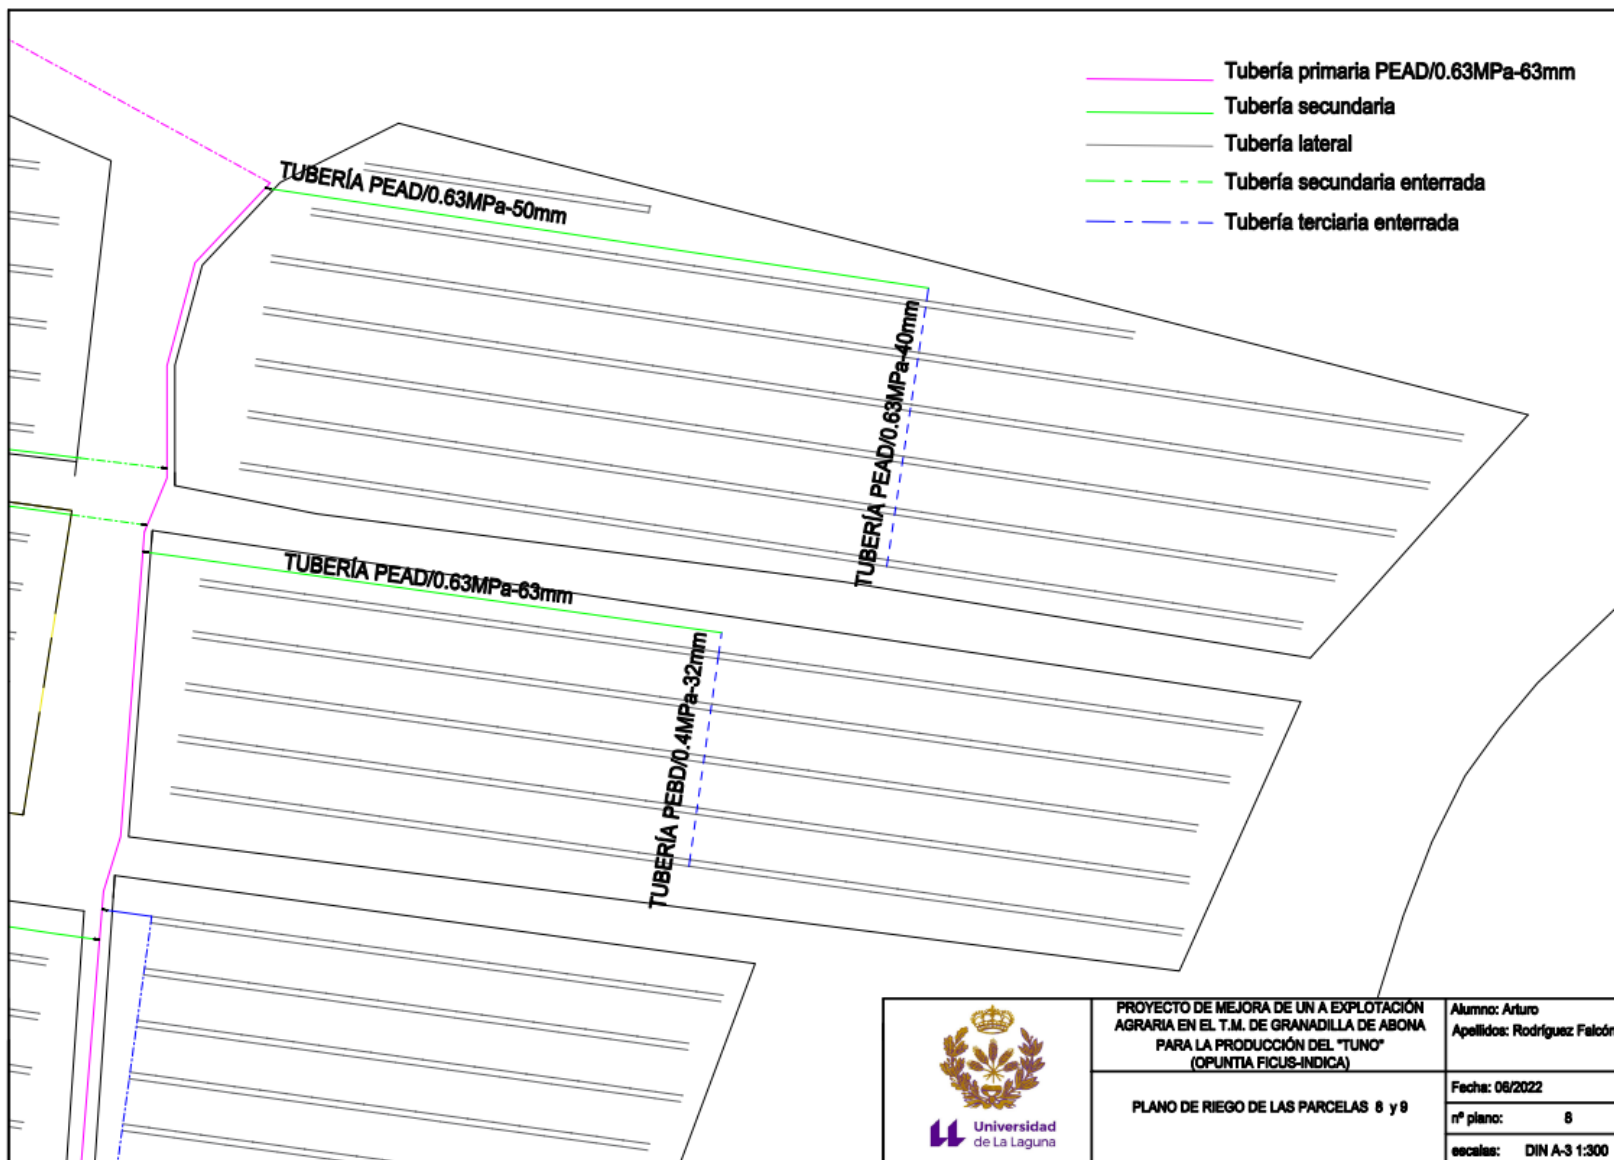 Tubería primaria PEAD/0.63MPa-63mm
Tubería secundaria
Tubería lateral
Tubería secundaria enterrada
Tubería terciaria enterrada
TUBERÍA PEAD/0.63MPa-50mm
TUBERÍA PEAD/0.63MPa-40mm
TUBERÍA PEAD/0.63MPa-63mm
TUBERÍA PEBD/0.4MPa-32mm
Universidad
de La Laguna
PROYECTO DE MEJORA DE UN A EXPLOTACIÓN
AGRARIA EN EL T.M. DE GRANADILLA DE ABONA
PARA LA PRODUCCIÓN DEL "TUNO"
(OPUNTIA FICUS-INDICA)
PLANO DE RIEGO DE LAS PARCELAS 8 y 9
Alumno: Arturo
Apellidos: Rodríguez Falcón
Fecha: 06/2022
nº plano: 8
escalas: DIN A-3 1:300